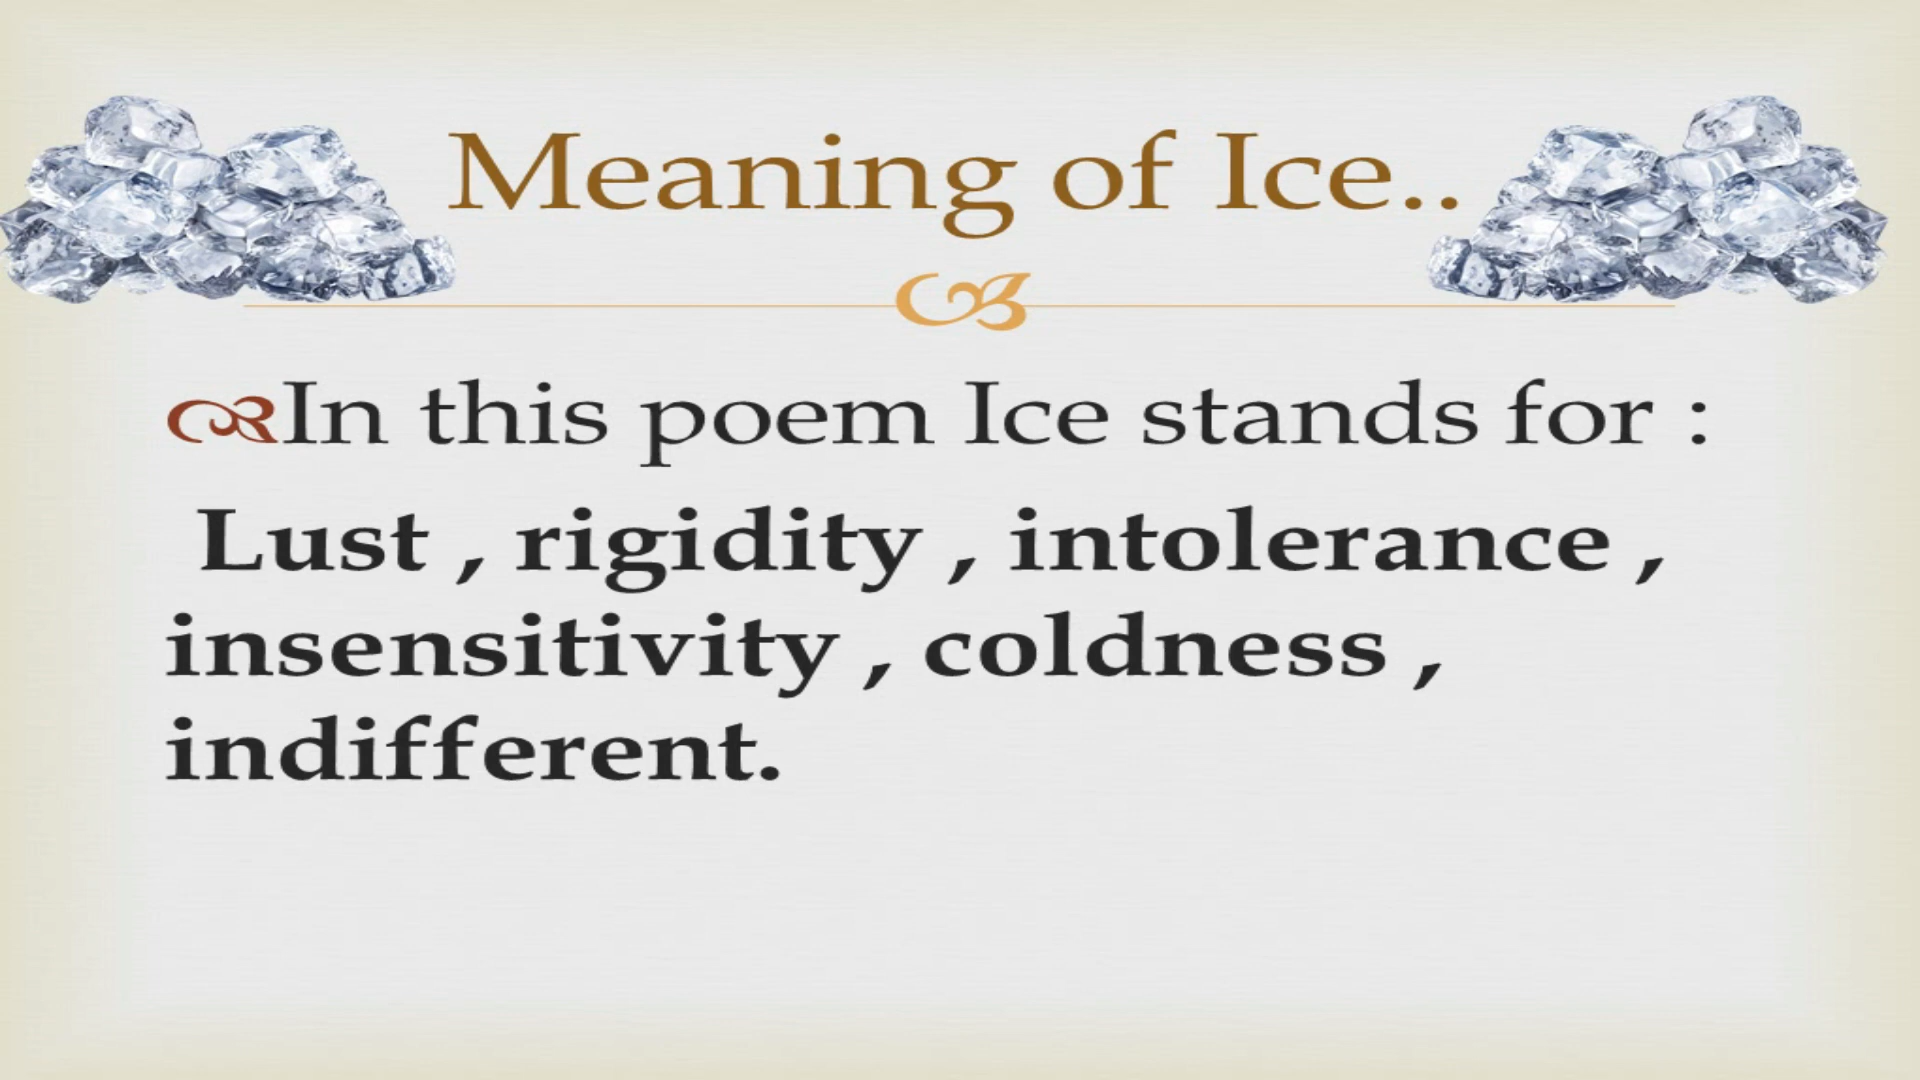 Meaning of Ice..
In this poem Ice stands for :
Lust , rigidity , intolerance ,
insensitivity , coldness ,
indifferent.